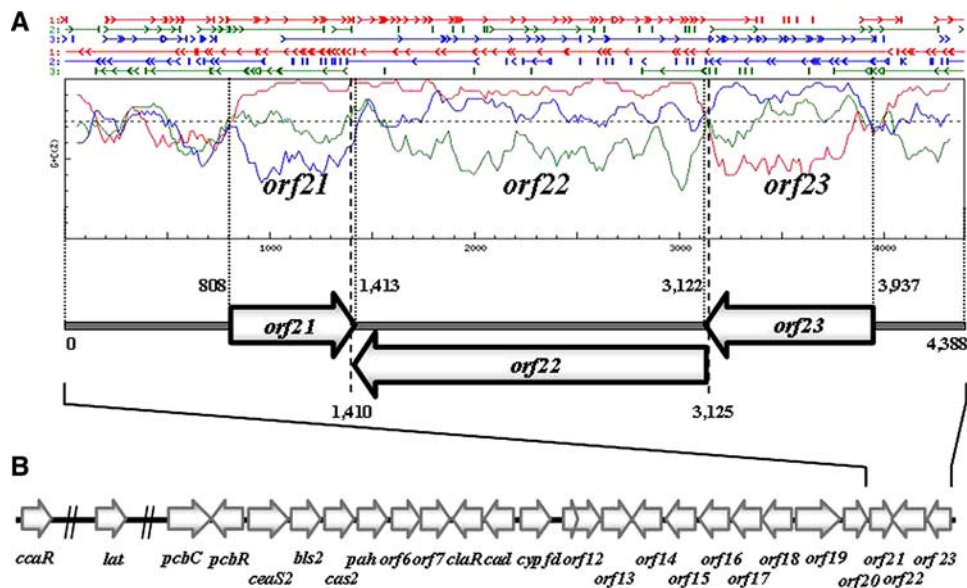 A
1:
2:
3:
1:
2:
3:
orf21
orf22
orf23
1000
2000
3000
4000
808
1,413
3,122
3,937
orf21
orf23
0
4,388
orf22
1,410
3,125
B
ccaR
lat
pcbC
pcbR
ceaS2
bls2
cas2
pah
orf6
orf7
claR
cad
cyp
fd
orf12
orf13
orf14
orf15
orf16
orf17
orf18
orf19
orf20
orf21
orf22
orf23